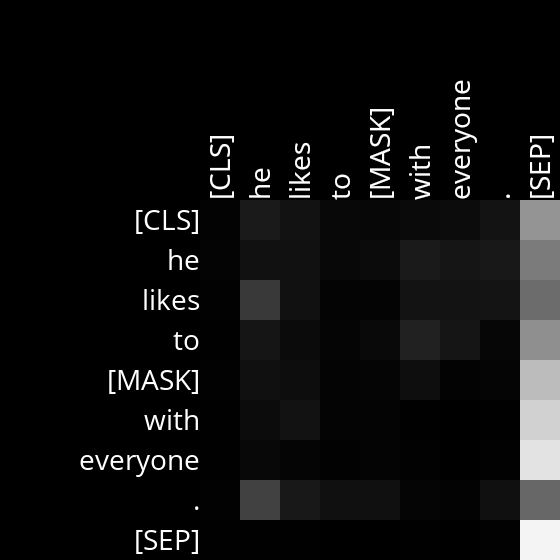 [CLS] he likes to [MASK] with everyone . [SEP]
[CLS]
he
likes
to
[MASK]
with
everyone
.
[SEP]